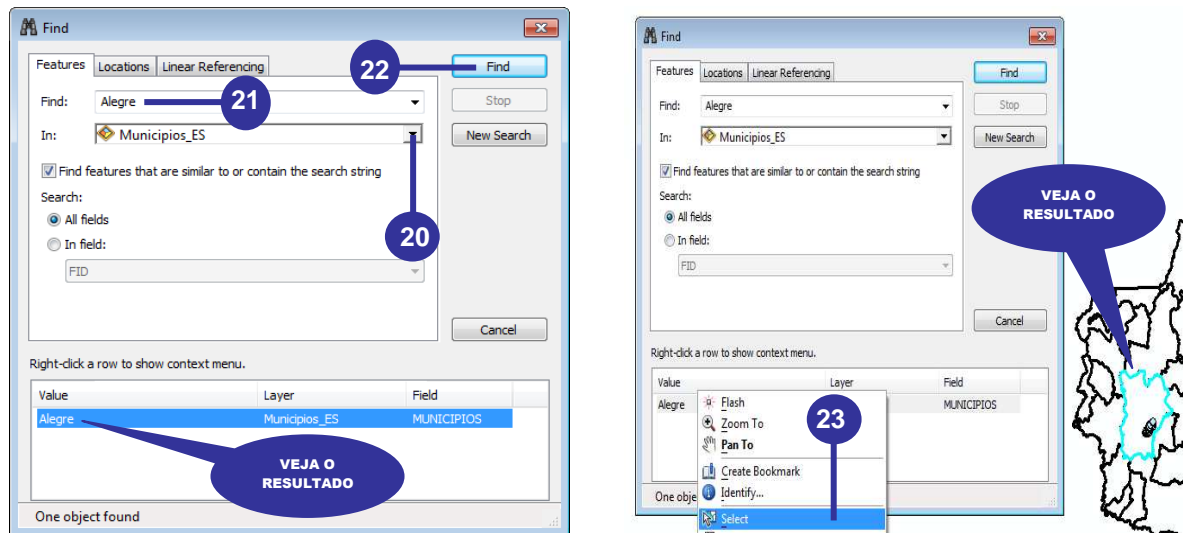 Find
Features Locations Linear Referencing
22
Find
Find: Alegre
21
Stop
In: Municipios_ES
New Search
Find features that are similar to or contain the search string
Search:
All fields
20
In field:
FID
Cancel
Right-click a row to show context menu.
Value Layer Field
Alegre Municipios_ES MUNICIPIOS
VEJA O
RESULTADO
One object found
Find
Features Locations Linear Referencing
Find
Find: Alegre
Stop
In: Municipios_ES
New Search
Find features that are similar to or contain the search string
Search:
All fields
In field:
FID
VEJA O
RESULTADO
Cancel
Right-click a row to show context menu.
Value Layer Field
Alegre MUNICIPIOS
Flash
Zoom To
23
Pan To
Create Bookmark
Identify...
One obje
Select